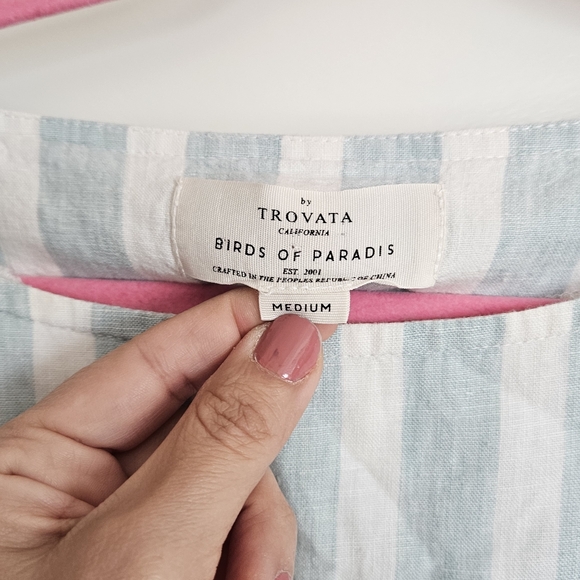 by
TROVATA
CALIFORNIA
BIRDS OF PARADIS
EST. 2001
CRAFTED IN THE PEOPLES REPUBLIC OF CHINA
MEDIUM